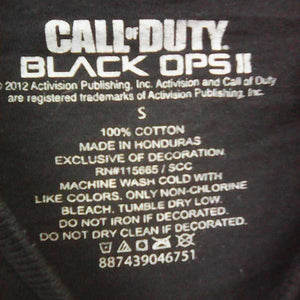 CALL OF DUTY
BLACK OPS II
© 2012 Activision Publishing, Inc. Activision and Call of Duty
are registered trademarks of Activision Publishing, Inc.
S
100% COTTON
MADE IN HONDURAS
EXCLUSIVE OF DECORATION
RN#115665 / SCC
MACHINE WASH COLD WITH
LIKE COLORS. ONLY NON-CHLORINE
BLEACH. TUMBLE DRY LOW.
DO NOT IRON IF DECORATED.
DO NOT DRY CLEAN IF DECORATED.
887439046751